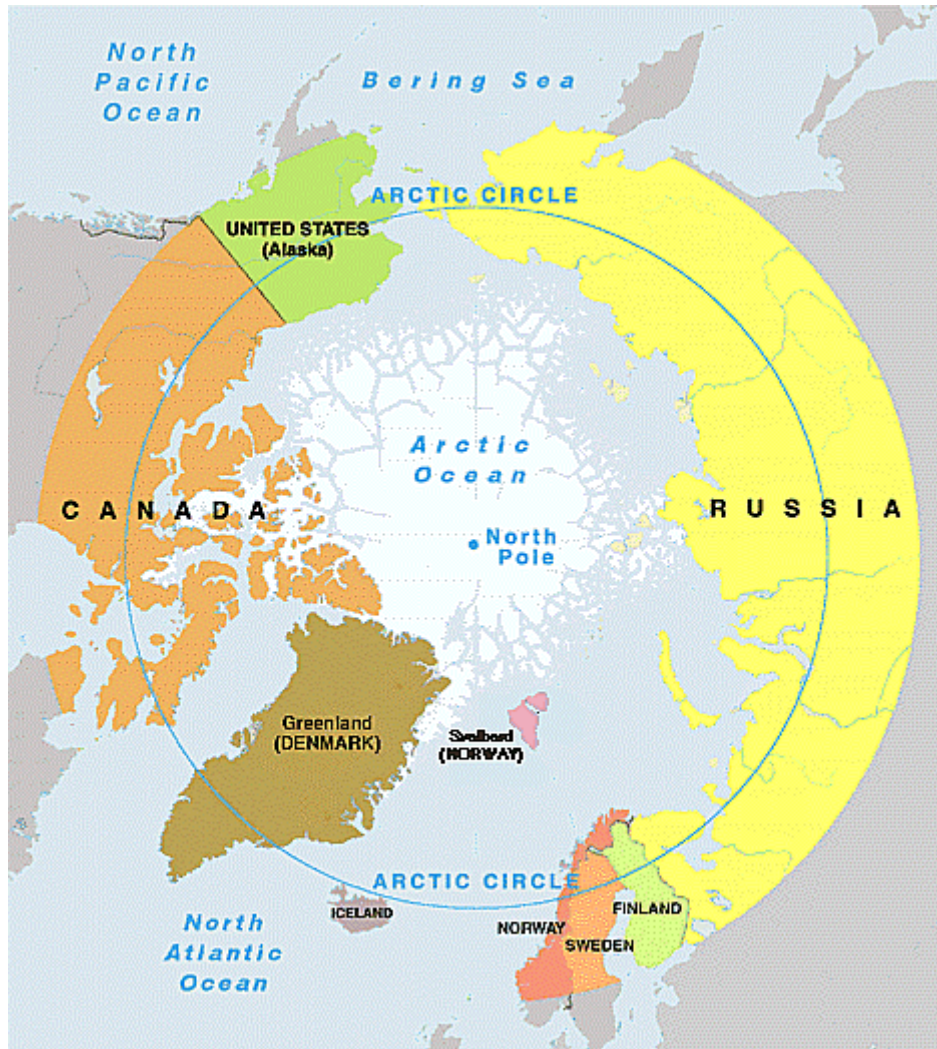 North
Pacific
Ocean
Bering Sea
ARCTIC CIRCLE
UNITED STATES
(Alaska)
Arctic
Ocean
CANADA
RUSSIA
North
Pole
Greenland
(DENMARK)
Svalbard
(NORWAY)
ARCTIC CIRCLE
ICELAND
FINLAND
NORWAY
SWEDEN
North
Atlantic
Ocean